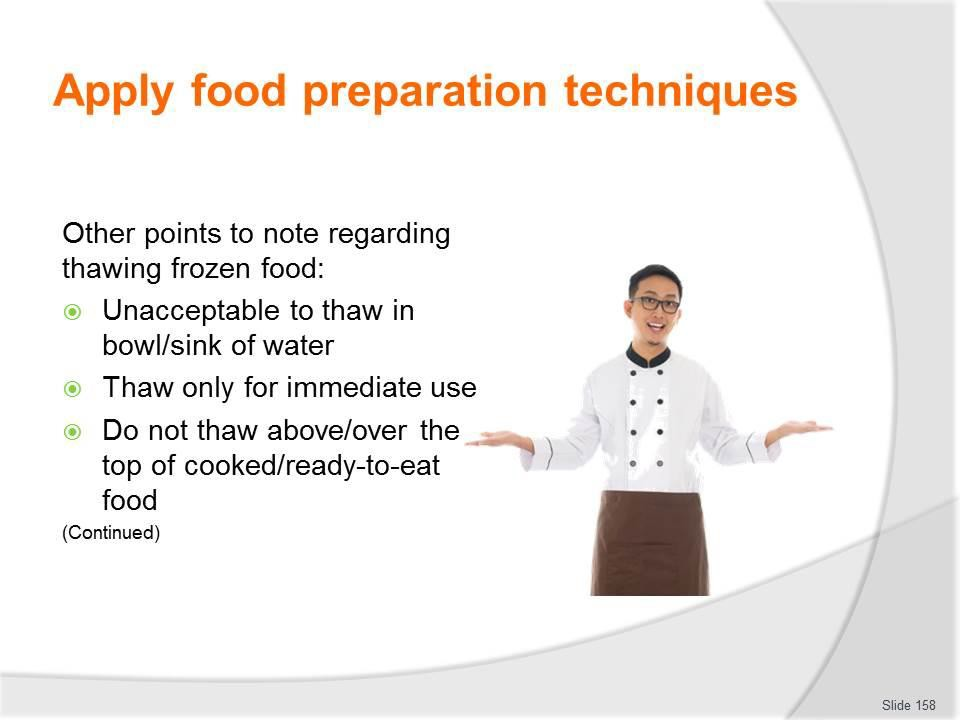 Apply food preparation techniques
Other points to note regarding
thawing frozen food:
Unacceptable to thaw in
bowl/sink of water
Thaw only for immediate use
Do not thaw above/over the
top of cooked/ready-to-eat
food
(Continued)
Slide 158